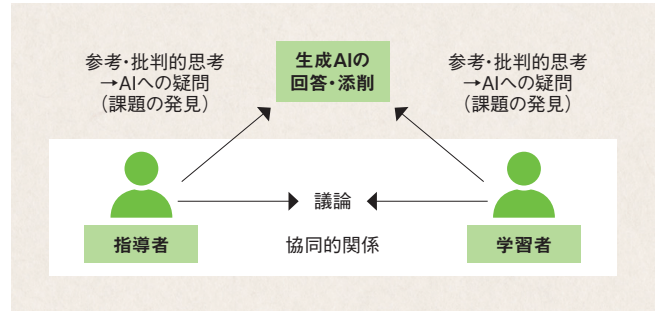 参考・批判的思考
→AIへの疑問
（課題の発見）
生成AIの
回答・添削
参考・批判的思考
→AIへの疑問
（課題の発見）
議論
指導者
協同的関係
学習者